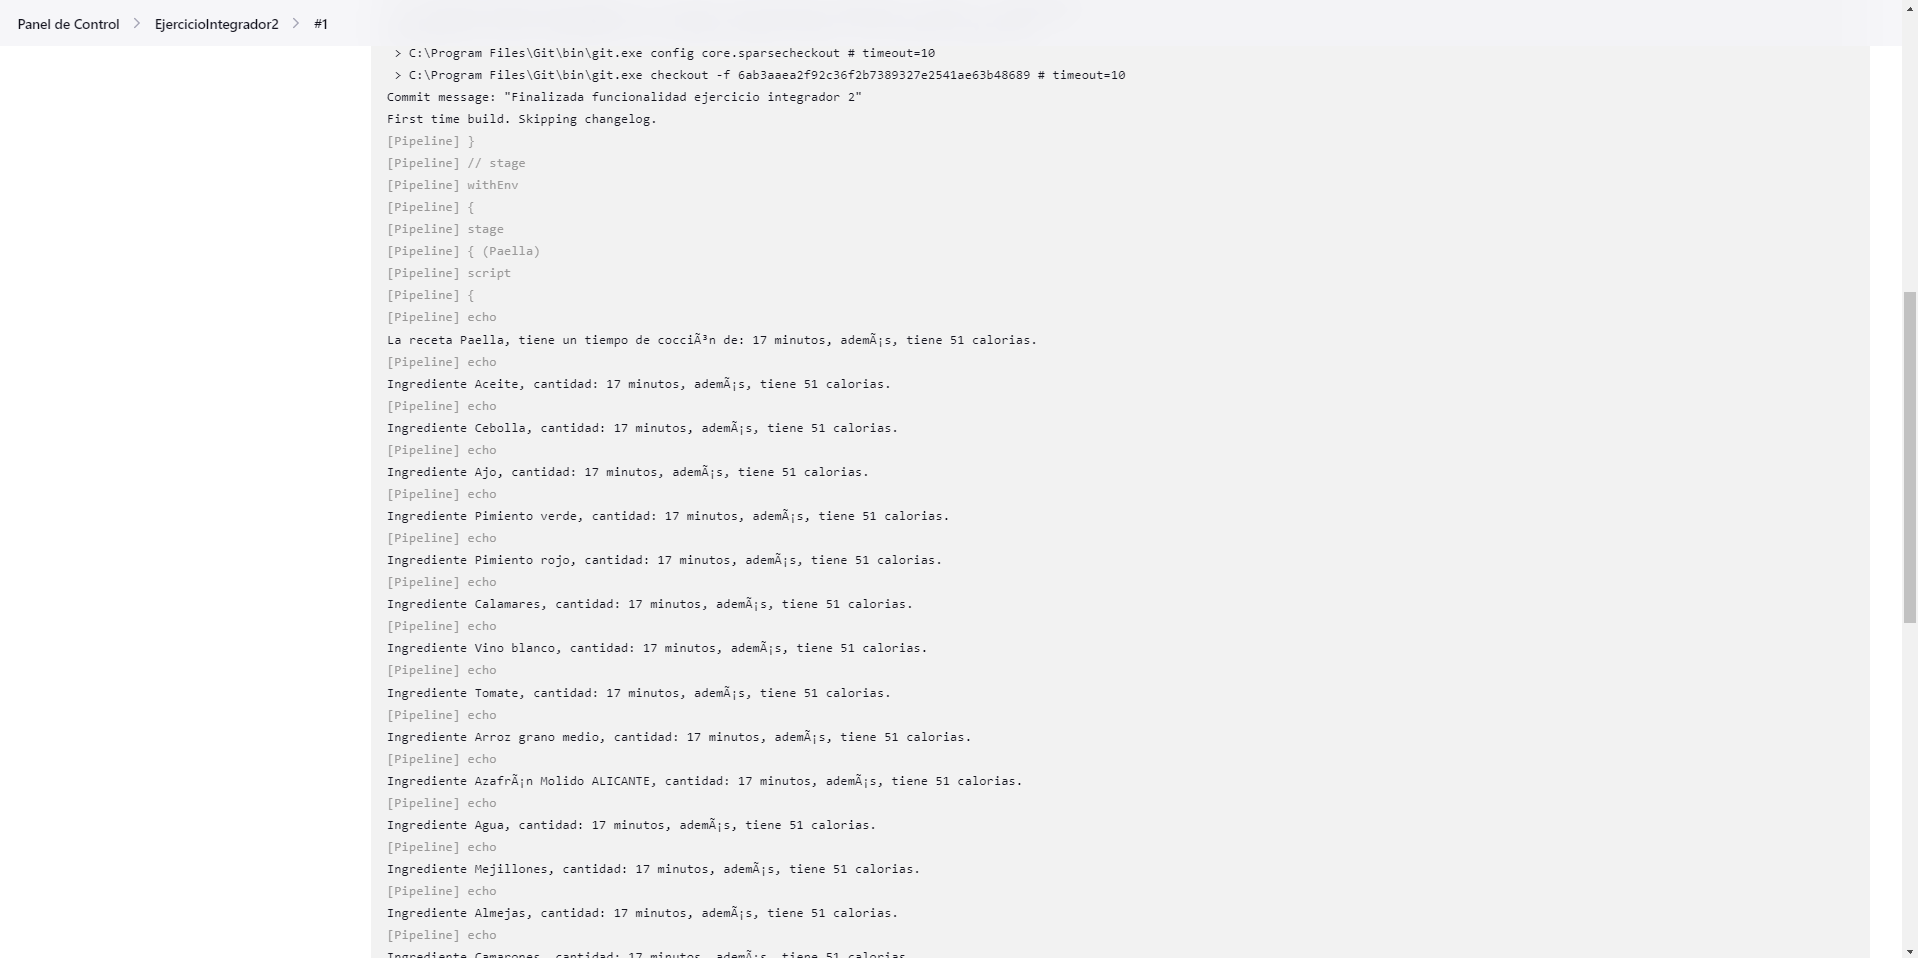 Panel de Control > EjercicioIntegrador2 > #1
> C:\Program Files\Git\bin\git.exe config core.sparsecheckout # timeout=10
> C:\Program Files\Git\bin\git.exe checkout -f 6ab3aaea2f92c36f2b7389327e2541ae63b48689 # timeout=10
Commit message: "Finalizada funcionalidad ejercicio integrador 2"
First time build. Skipping changelog.
[Pipeline] }
[Pipeline] // stage
[Pipeline] withEnv
[Pipeline] {
[Pipeline] stage
[Pipeline] { (Paella)
[Pipeline] script
[Pipeline] {
[Pipeline] echo
La receta Paella, tiene un tiempo de cocciÃ³n de: 17 minutos, ademÃ¡s, tiene 51 calorias.
[Pipeline] echo
Ingrediente Aceite, cantidad: 17 minutos, ademÃ¡s, tiene 51 calorias.
[Pipeline] echo
Ingrediente Cebolla, cantidad: 17 minutos, ademÃ¡s, tiene 51 calorias.
[Pipeline] echo
Ingrediente Ajo, cantidad: 17 minutos, ademÃ¡s, tiene 51 calorias.
[Pipeline] echo
Ingrediente Pimiento verde, cantidad: 17 minutos, ademÃ¡s, tiene 51 calorias.
[Pipeline] echo
Ingrediente Pimiento rojo, cantidad: 17 minutos, ademÃ¡s, tiene 51 calorias.
[Pipeline] echo
Ingrediente Calamares, cantidad: 17 minutos, ademÃ¡s, tiene 51 calorias.
[Pipeline] echo
Ingrediente Vino blanco, cantidad: 17 minutos, ademÃ¡s, tiene 51 calorias.
[Pipeline] echo
Ingrediente Tomate, cantidad: 17 minutos, ademÃ¡s, tiene 51 calorias.
[Pipeline] echo
Ingrediente Arroz grano medio, cantidad: 17 minutos, ademÃ¡s, tiene 51 calorias.
[Pipeline] echo
Ingrediente AzafrÃ¡n Molido ALICANTE, cantidad: 17 minutos, ademÃ¡s, tiene 51 calorias.
[Pipeline] echo
Ingrediente Agua, cantidad: 17 minutos, ademÃ¡s, tiene 51 calorias.
[Pipeline] echo
Ingrediente Mejillones, cantidad: 17 minutos, ademÃ¡s, tiene 51 calorias.
[Pipeline] echo
Ingrediente Almejas, cantidad: 17 minutos, ademÃ¡s, tiene 51 calorias.
[Pipeline] echo
Ingrediente Camarones, cantidad: 17 minutos, ademÃ¡s, tiene 51 calorias.